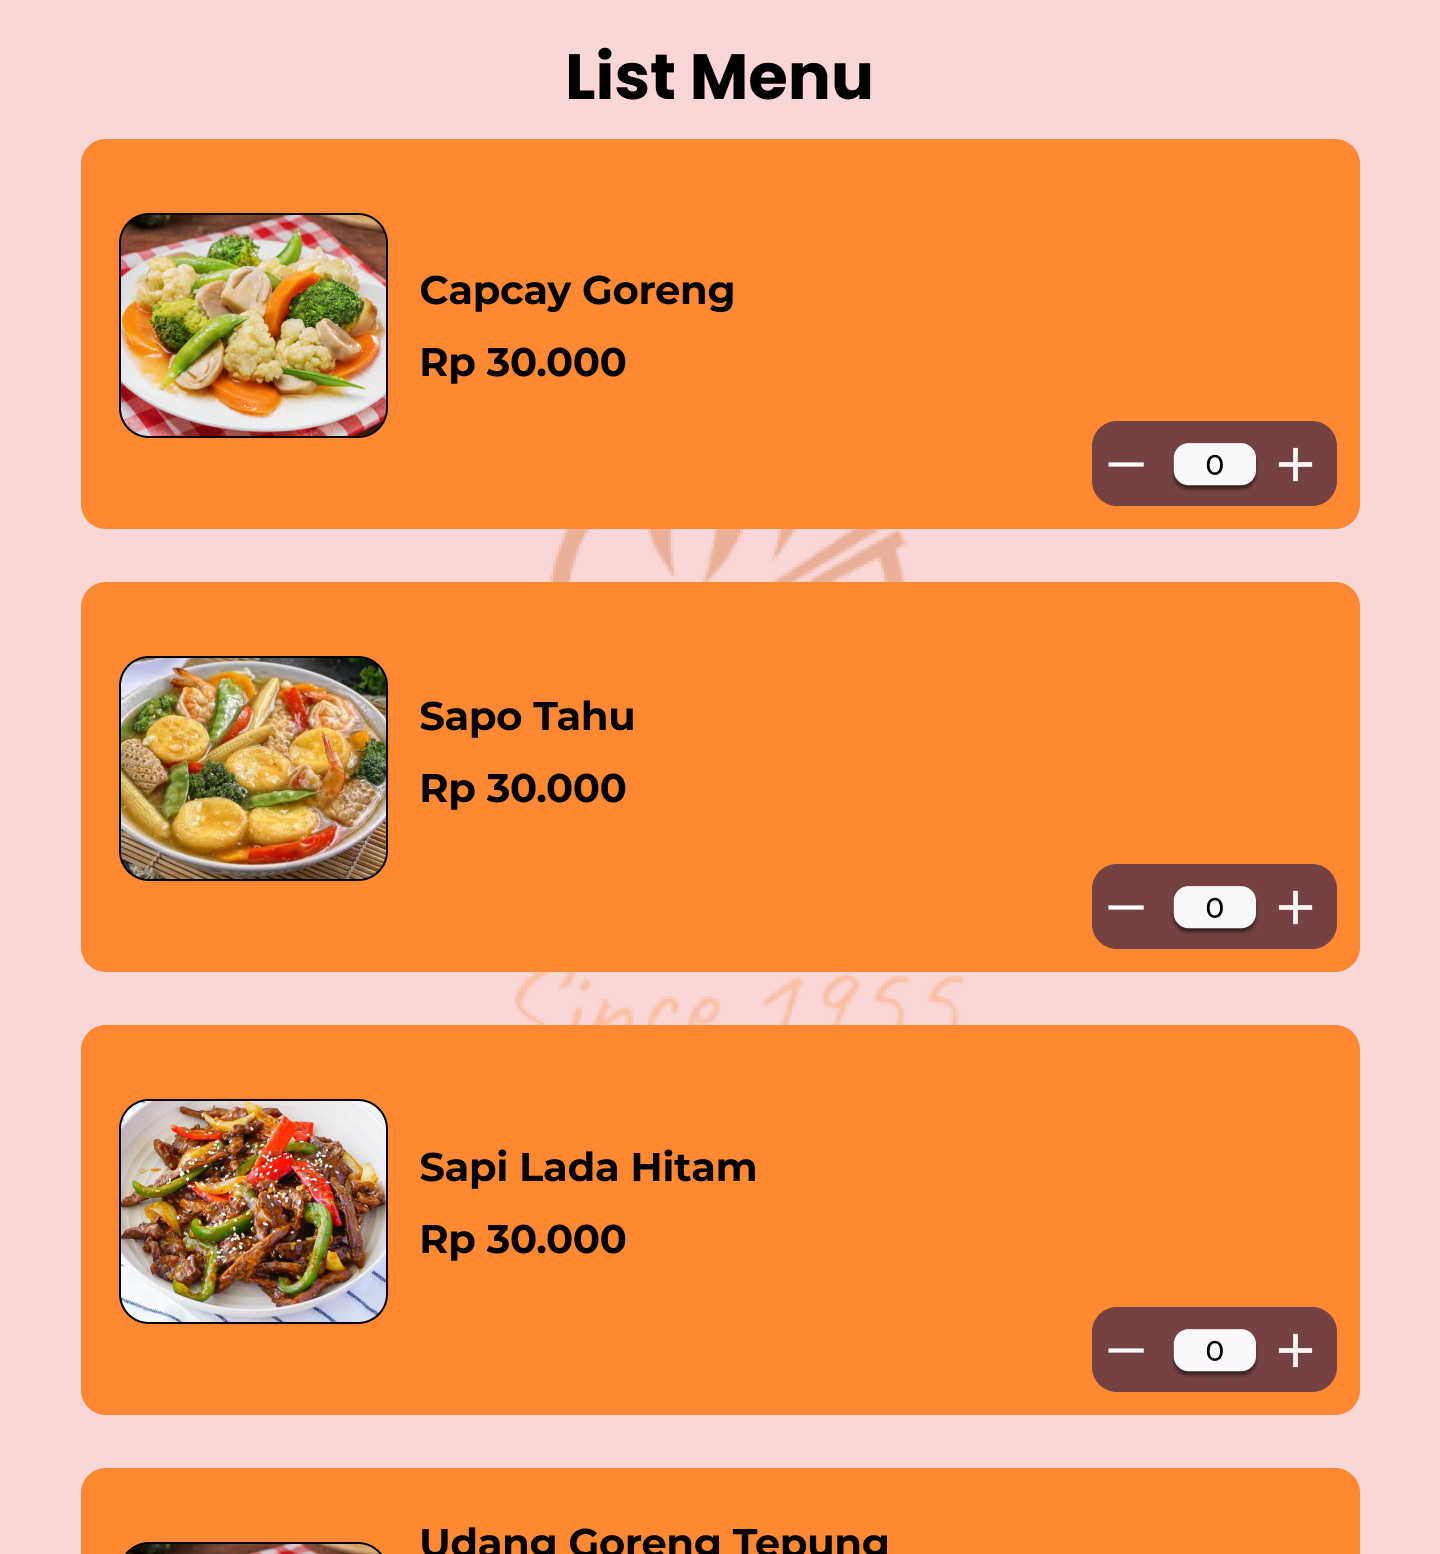 List Menu
Capcay Goreng
Rp 30.000
0
Sapo Tahu
Rp 30.000
0
Since 1955
Sapi Lada Hitam
Rp 30.000
0
Udang Goreng Tepung